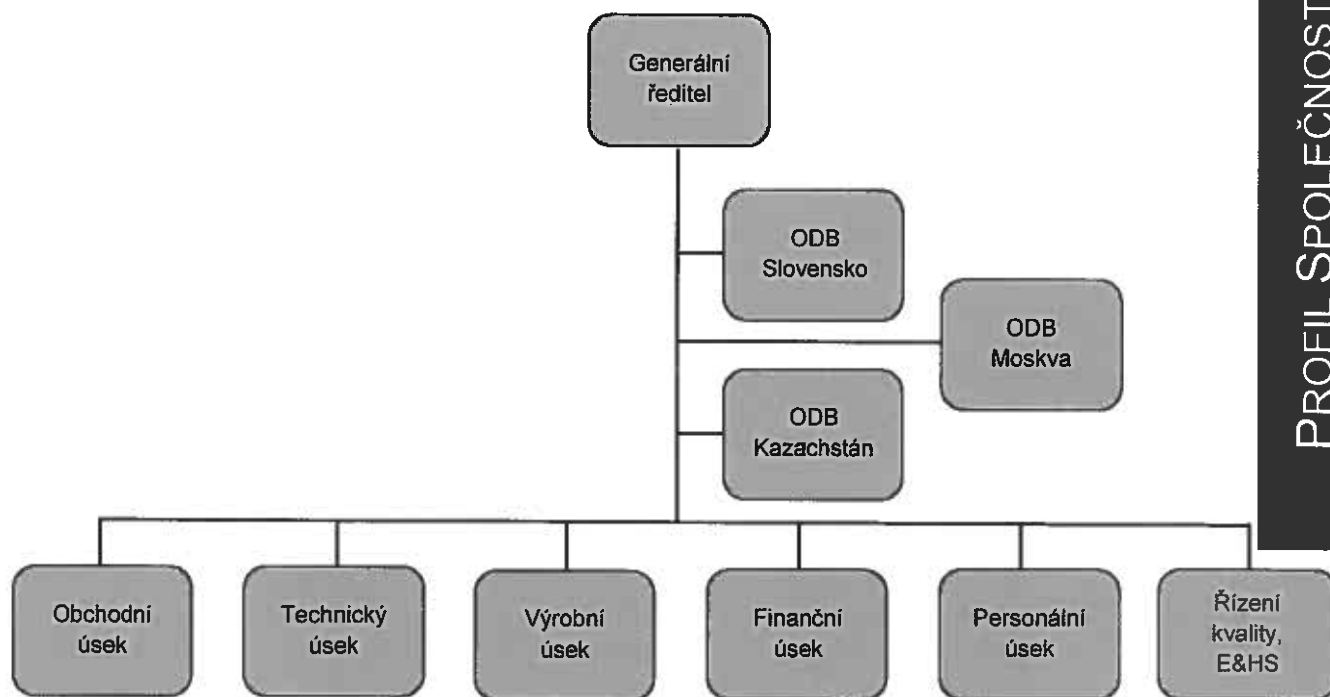 Generální
ředitel
ODB
Slovensko
ODB
Moskva
ODB
Kazachstán
Obchodní
úsek
Technický
úsek
Výrobní
úsek
Finanční
úsek
Personální
úsek
Řízení
kvality,
E&HS
PROFIL SPOLEČNOST